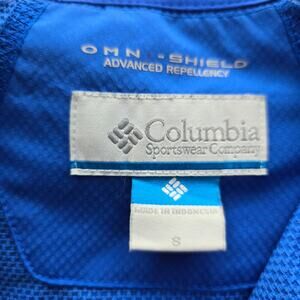 OMNI-SHIELD
ADVANCED REPELLENCY
Columbia
Sportswear Company
MADE IN INDONESIA
S